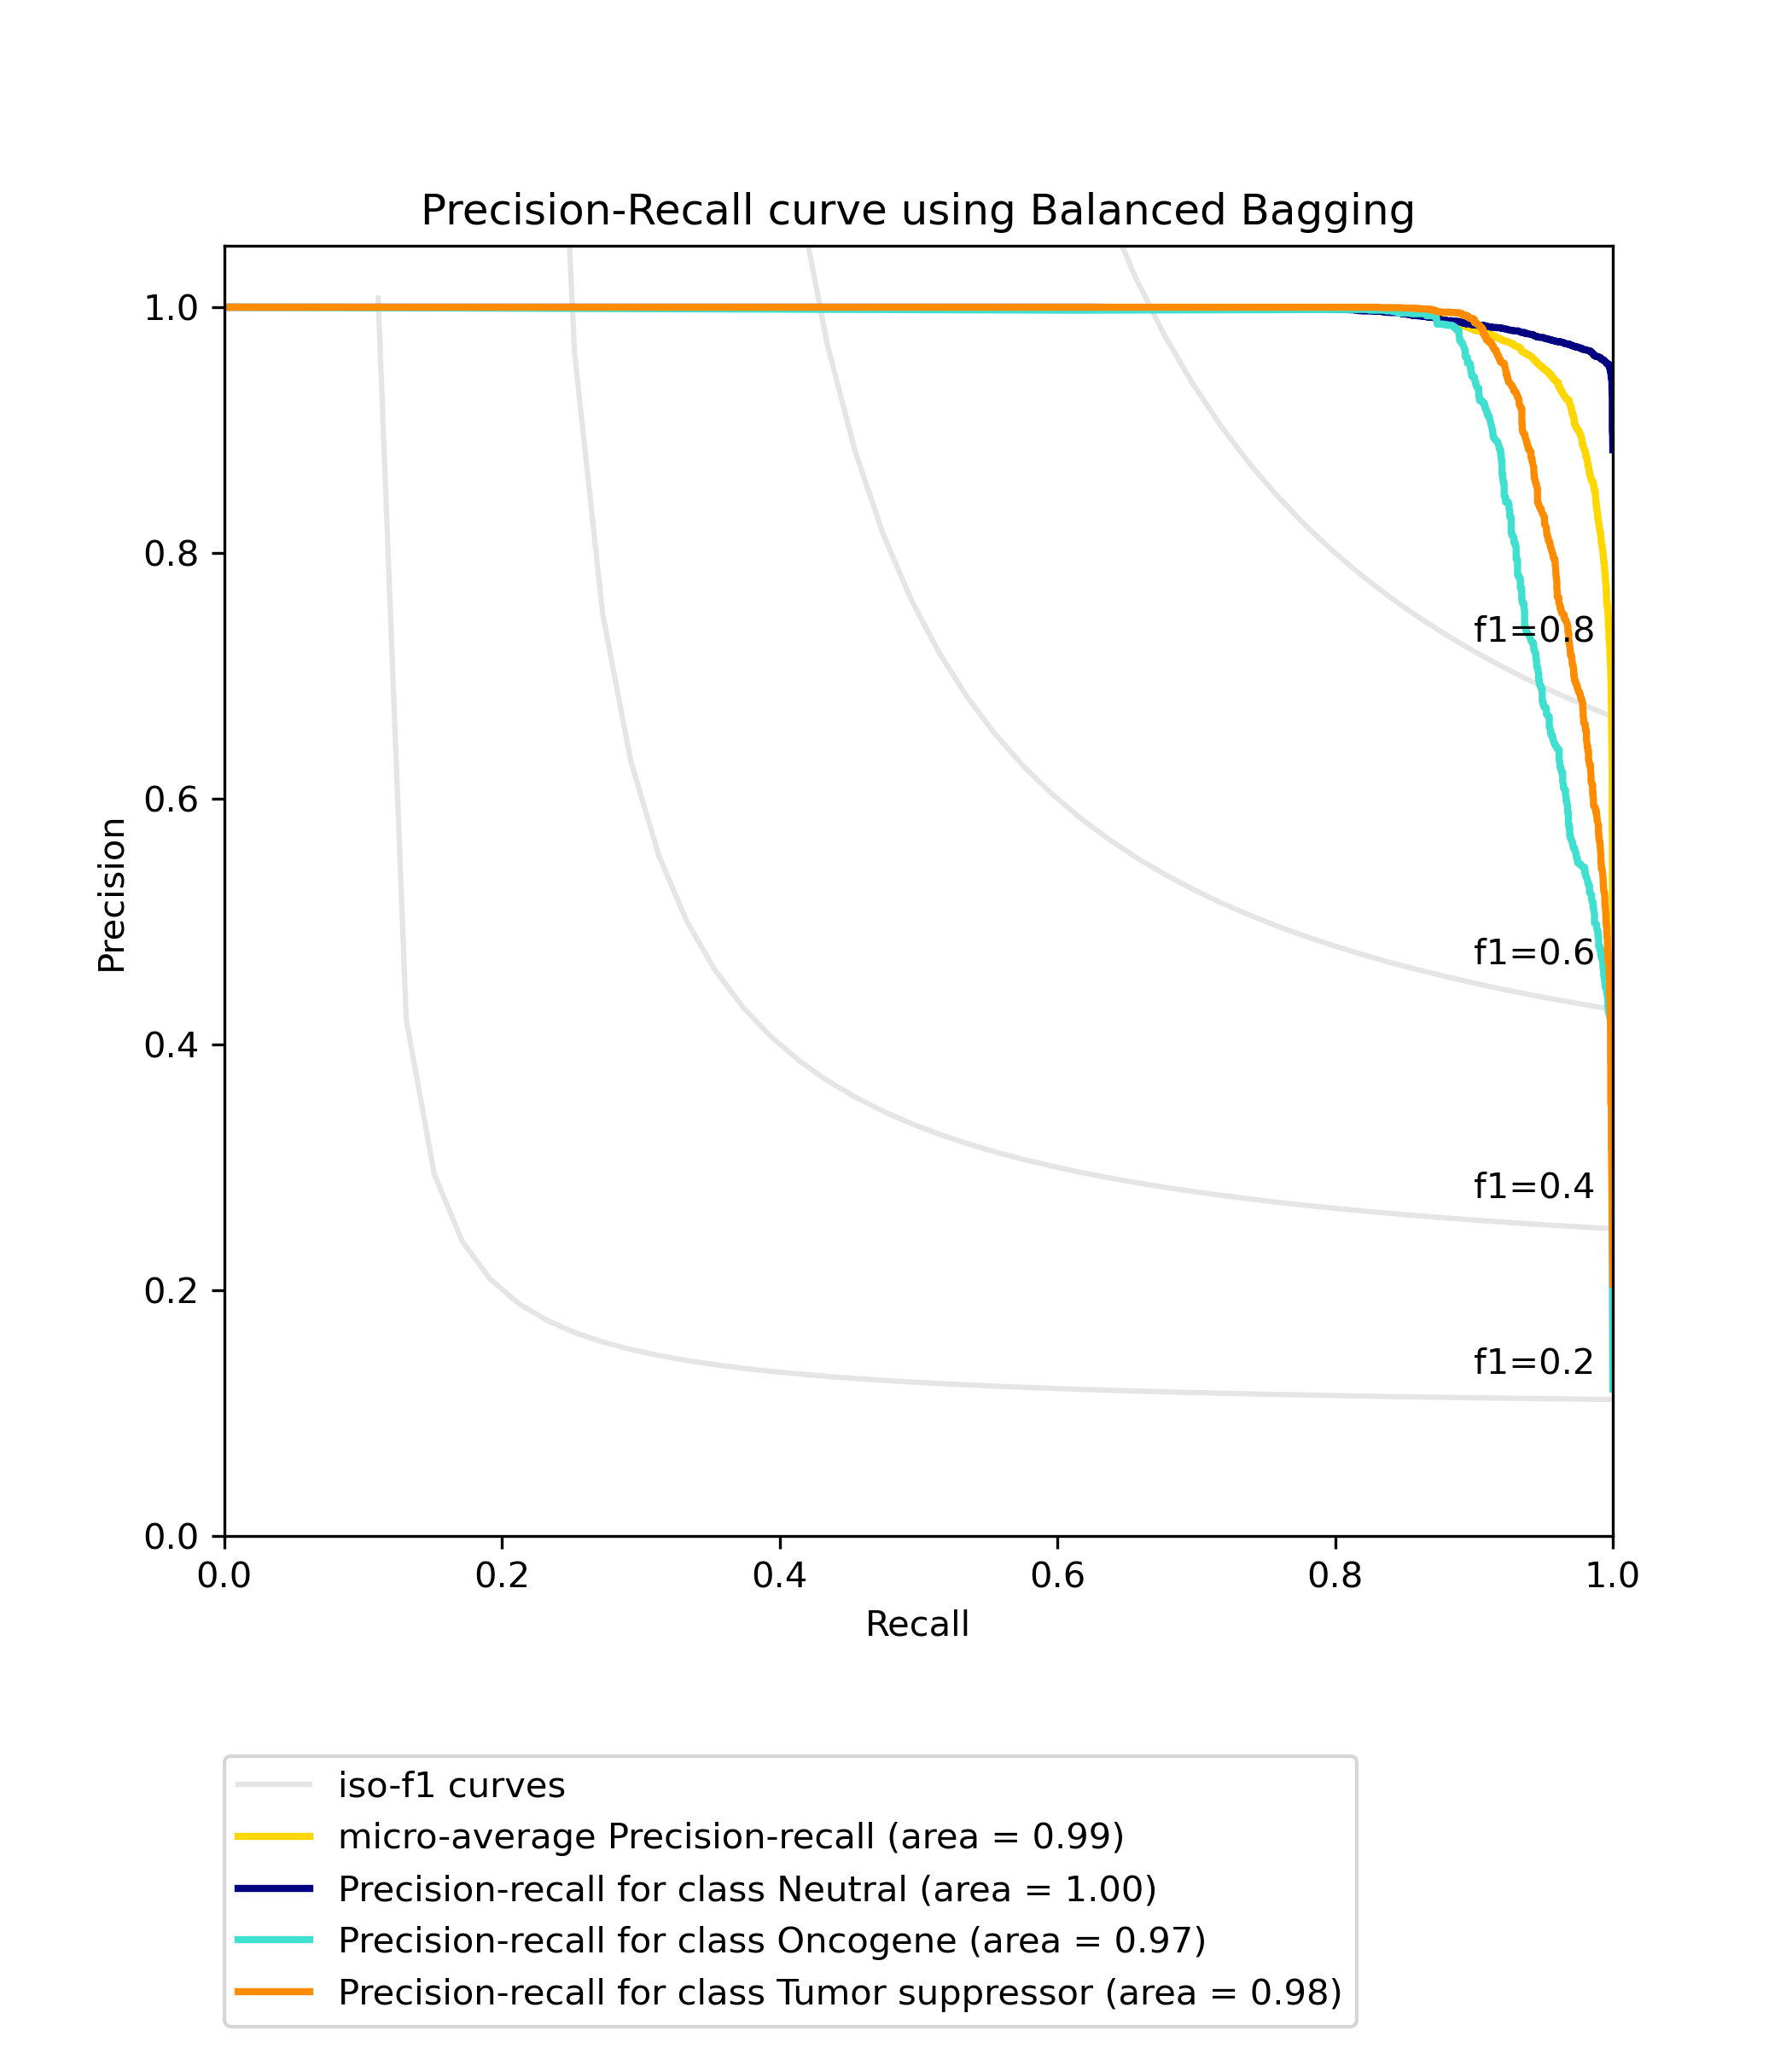 Precision-Recall curve using Balanced Bagging
1.0
0.8
0.6
0.4
0.2
0.0
Precision
f1=0.8
f1=0.6
f1=0.4
f1=0.2
0.0 0.2 0.4 0.6 0.8 1.0
Recall
iso-f1 curves
micro-average Precision-recall (area = 0.99)
Precision-recall for class Neutral (area = 1.00)
Precision-recall for class Oncogene (area = 0.97)
Precision-recall for class Tumor suppressor (area = 0.98)